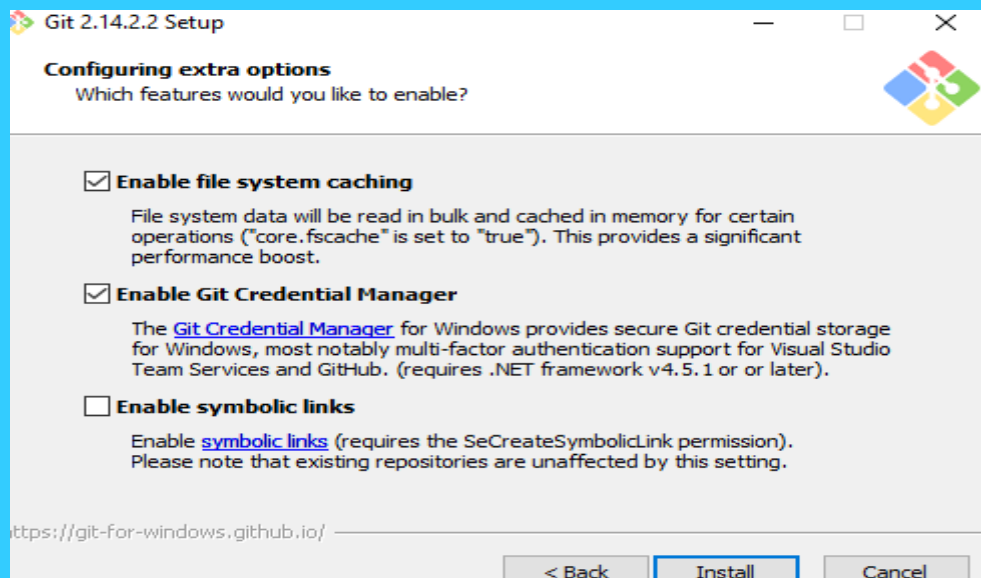 Git 2.14.2.2 Setup
Configuring extra options
Which features would you like to enable?
Enable file system caching
File system data will be read in bulk and cached in memory for certain
operations ("core.fscache" is set to "true"). This provides a significant
performance boost.
Enable Git Credential Manager
The Git Credential Manager for Windows provides secure Git credential storage
for Windows, most notably multi-factor authentication support for Visual Studio
Team Services and GitHub. (requires .NET framework v4.5.1 or or later).
Enable symbolic links
Enable symbolic links (requires the SeCreateSymbolicLink permission).
Please note that existing repositories are unaffected by this setting.
ttps://git-for-windows.github.io/
< Back Install Cancel